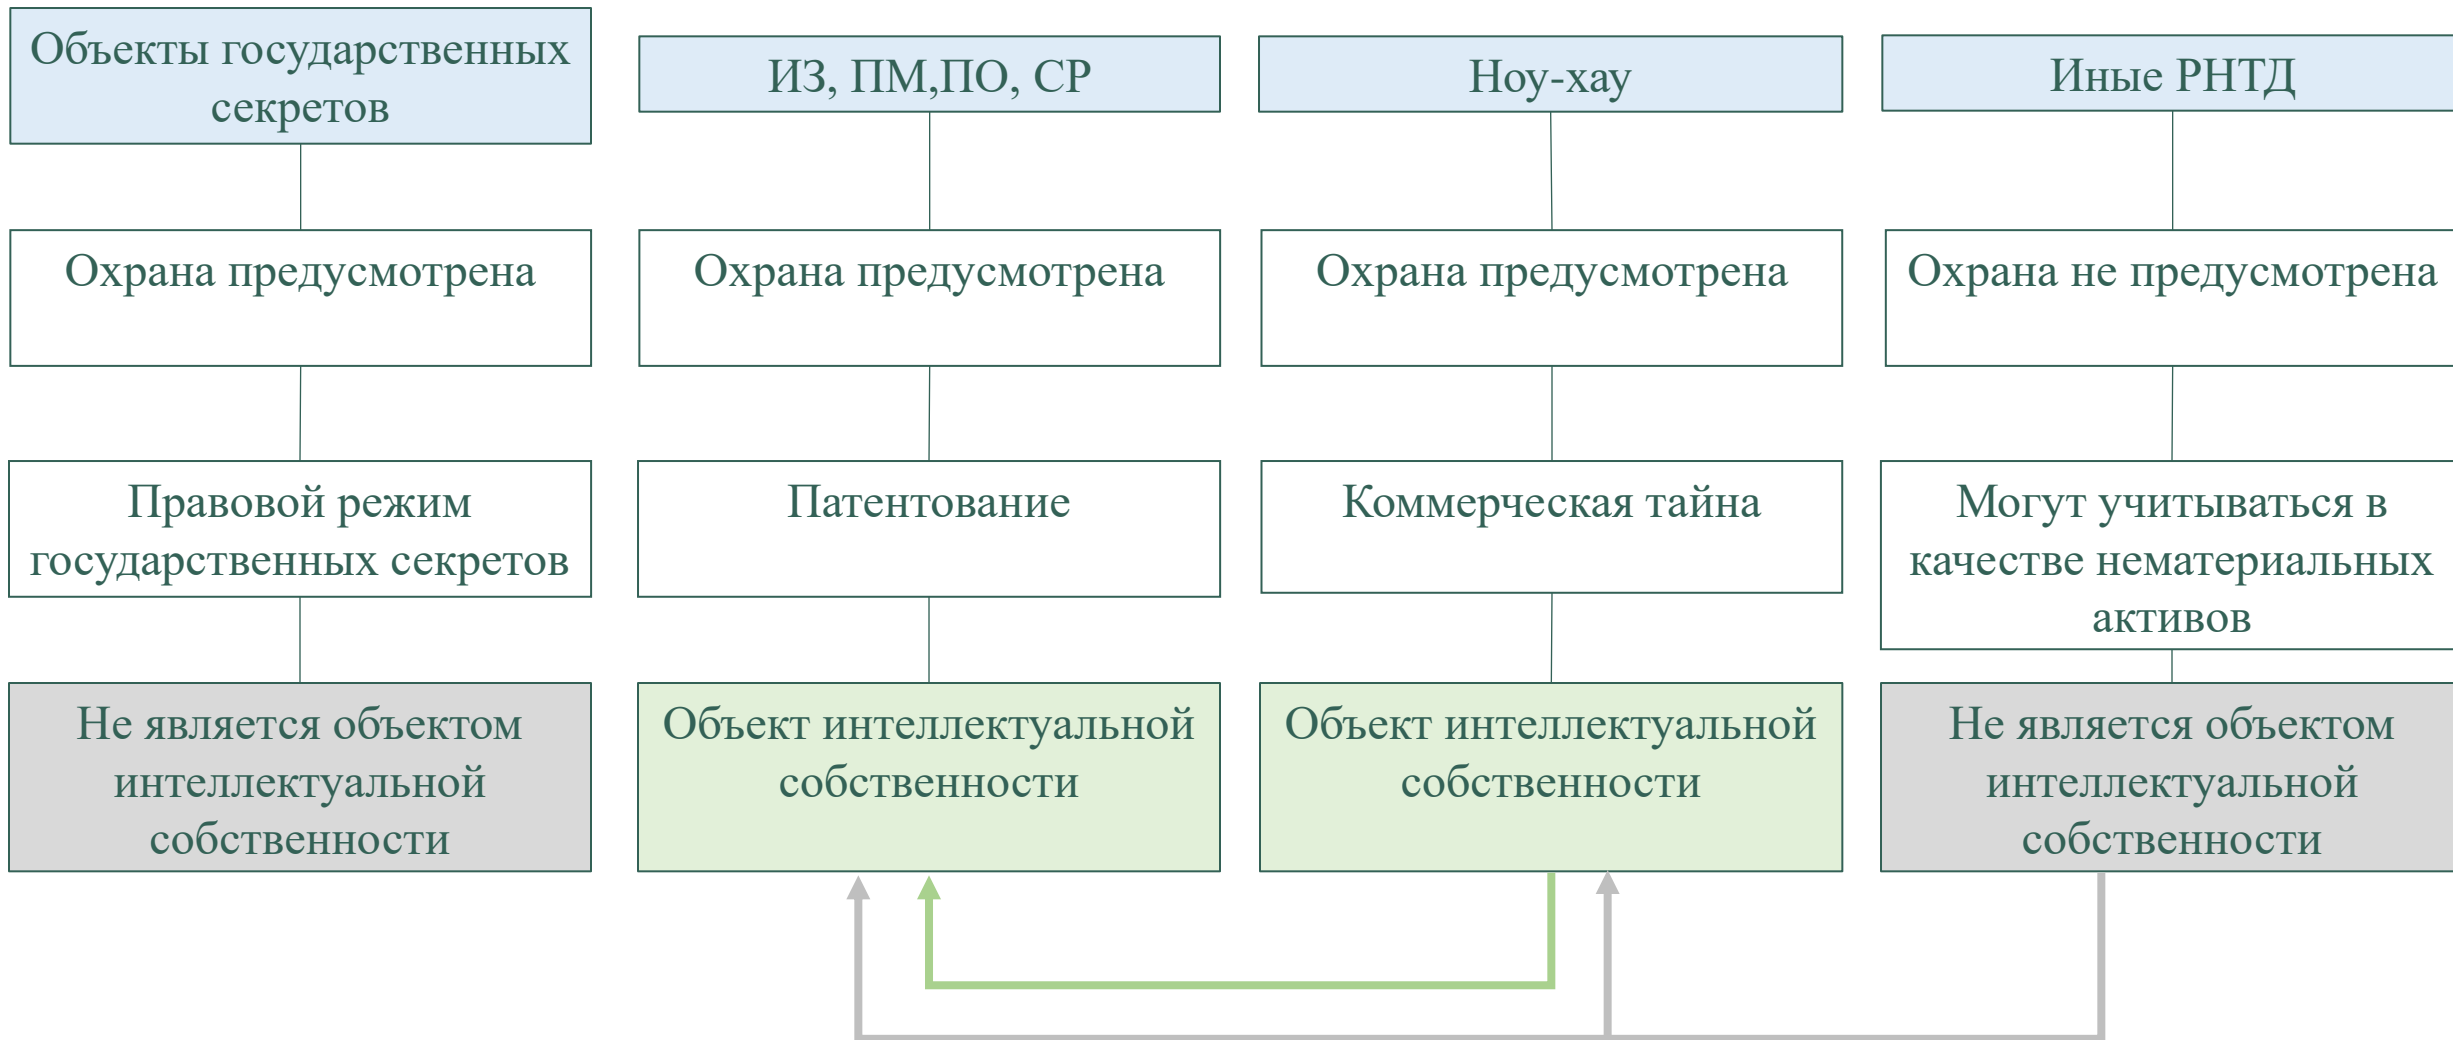 Объекты государственных
секретов
ИЗ, ПМ,ПО, СР
Ноу-хау
Иные РНТД
Охрана предусмотрена
Охрана предусмотрена
Охрана предусмотрена
Охрана не предусмотрена
Правовой режим
государственных секретов
Патентование
Коммерческая тайна
Могут учитываться в
качестве нематериальных
активов
Не является объектом
интеллектуальной
собственности
Объект интеллектуальной
собственности
Объект интеллектуальной
собственности
Не является объектом
интеллектуальной
собственности